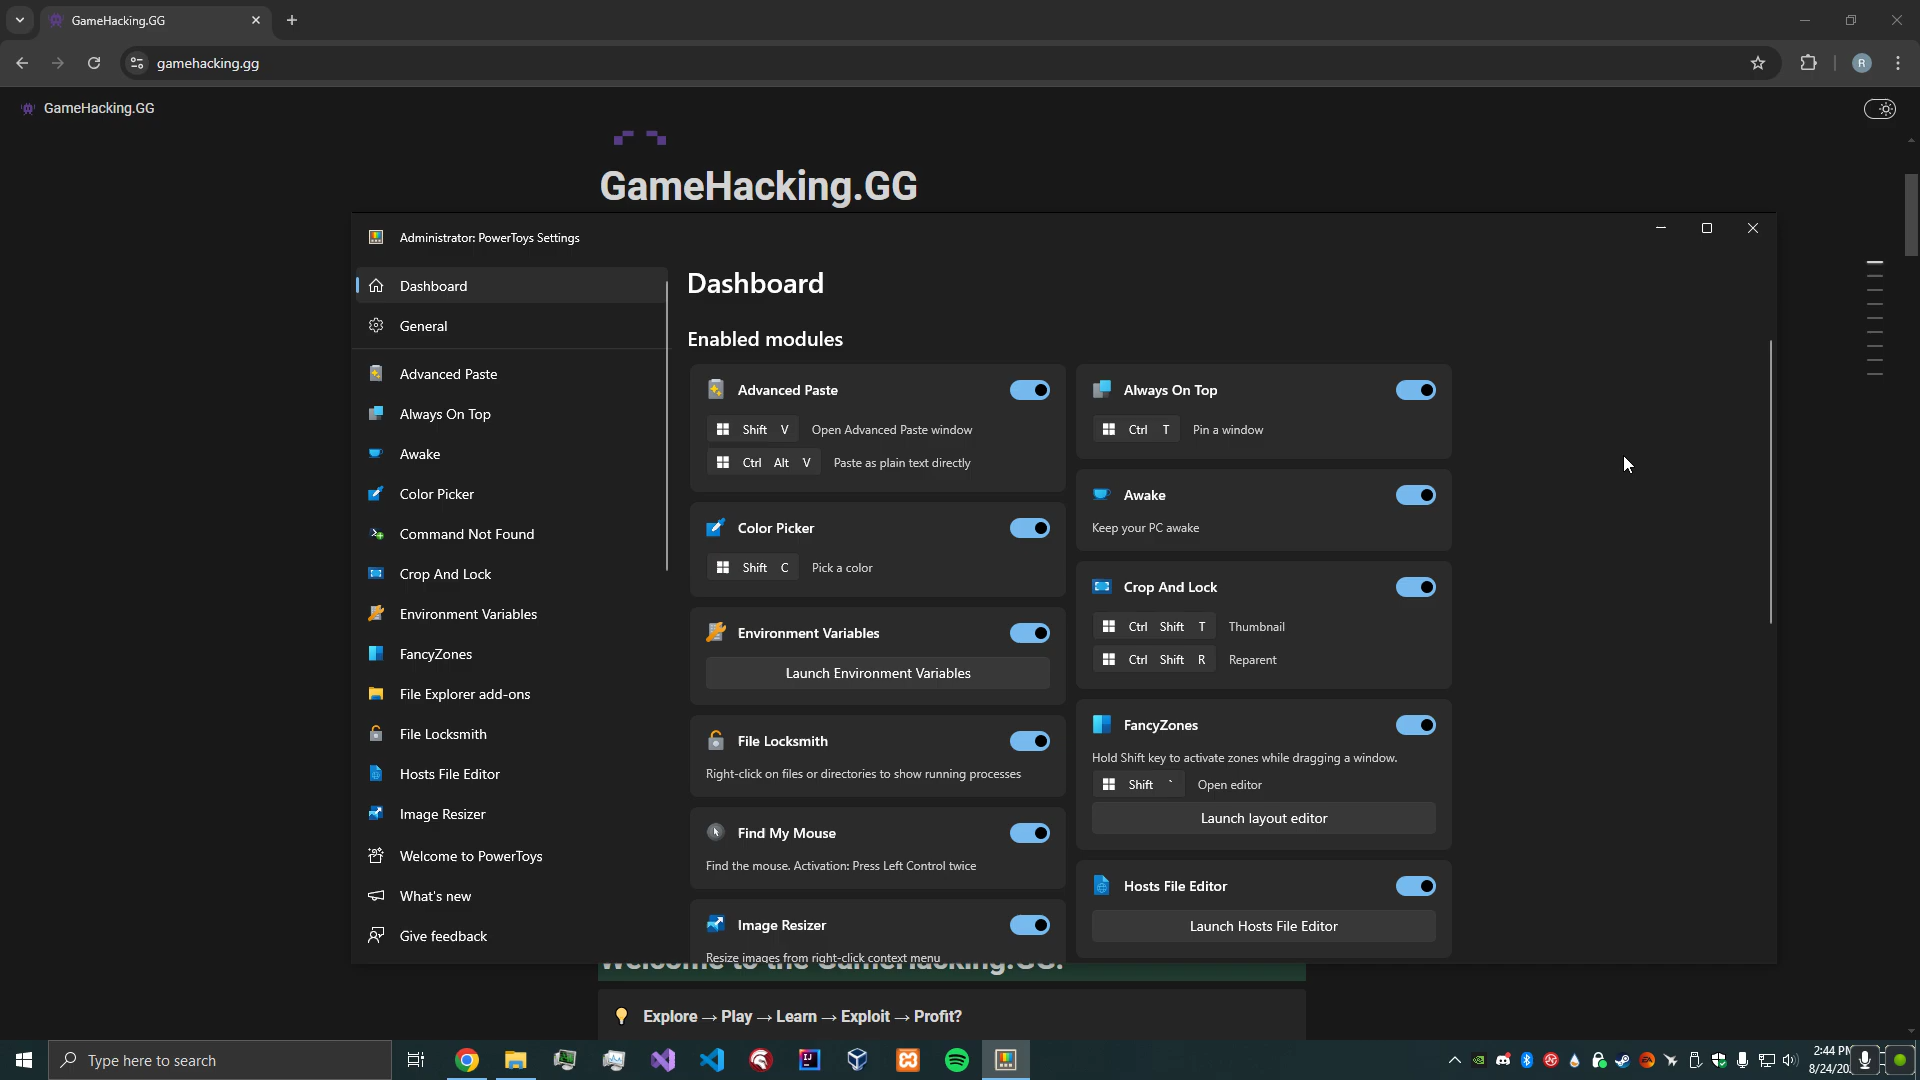 GameHacking.GG
gamehacking.gg
R
GameHacking.GG
GameHacking.GG
Administrator: PowerToys Settings
Dashboard
General
Advanced Paste
Always On Top
Awake
Color Picker
Command Not Found
Crop And Lock
Environment Variables
FancyZones
File Explorer add-ons
File Locksmith
Hosts File Editor
Image Resizer
Welcome to PowerToys
What's new
Give feedback
Dashboard
Enabled modules
Advanced Paste
Shift V Open Advanced Paste window
Ctrl Alt V Paste as plain text directly
Color Picker
Shift C Pick a color
Environment Variables
Launch Environment Variables
File Locksmith
Right-click on files or directories to show running processes
Find My Mouse
Find the mouse. Activation: Press Left Control twice
Image Resizer
Resize images from right-click context menu
Always On Top
Ctrl T Pin a window
Awake
Keep your PC awake
Crop And Lock
Ctrl Shift T Thumbnail
Ctrl Shift R Reparent
FancyZones
Hold Shift key to activate zones while dragging a window.
Shift ` Open editor
Launch layout editor
Hosts File Editor
Launch Hosts File Editor
Welcome to the GameHacking.GG!
Explore → Play → Learn → Exploit → Profit?
Type here to search
2:44
8/24/20